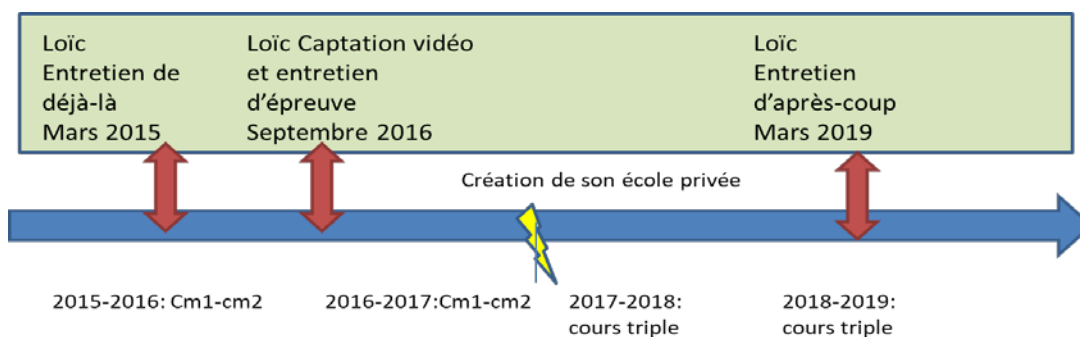 Loïc
Entretien de
déjà-là
Mars 2015
Loïc Captation vidéo
et entretien
d'épreuve
Septembre 2016
Loïc
Entretien
d'après-coup
Mars 2019
Création de son école privée
2015-2016: Cm1-cm2
2016-2017:Cm1-cm2
2017-2018:
cours triple
2018-2019:
cours triple